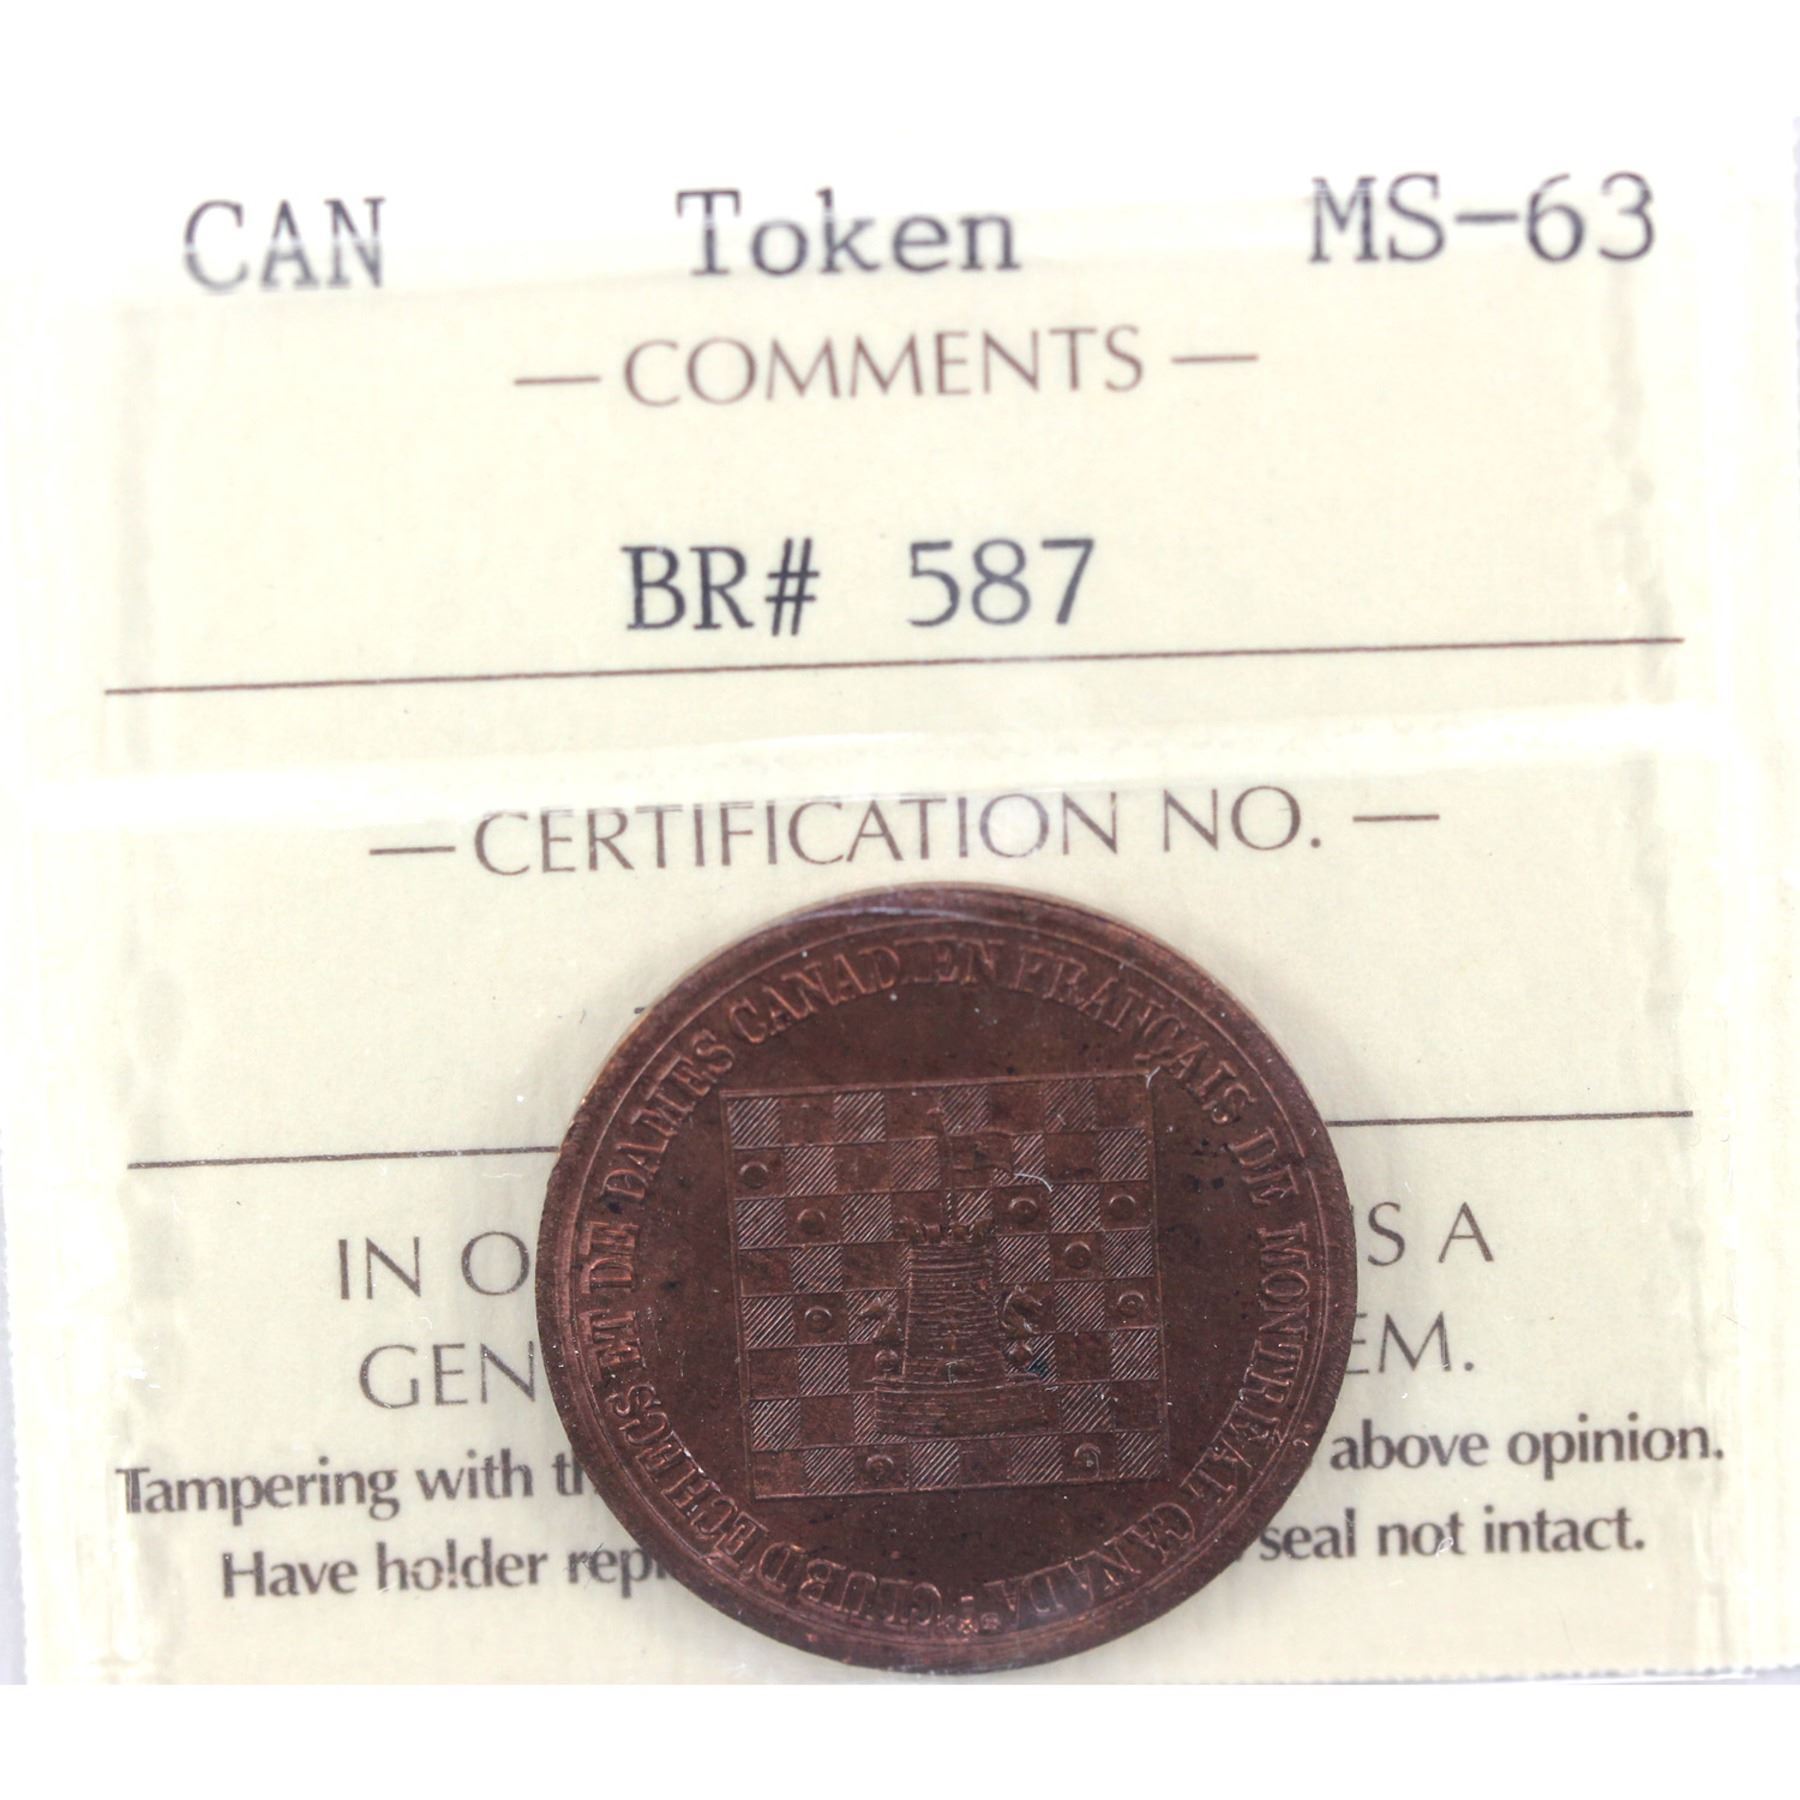 CAN Token MS-63
— COMMENTS —
BR# 587
— CERTIFICATION NO. —
IN O S A
GEN EM.
Tampering with th above opinion.
Have holder rep seal not intact.
CLUB D'ECHECS ET DE DAMES CANADIEN FRANÇAIS DE MONTREAL CANADA